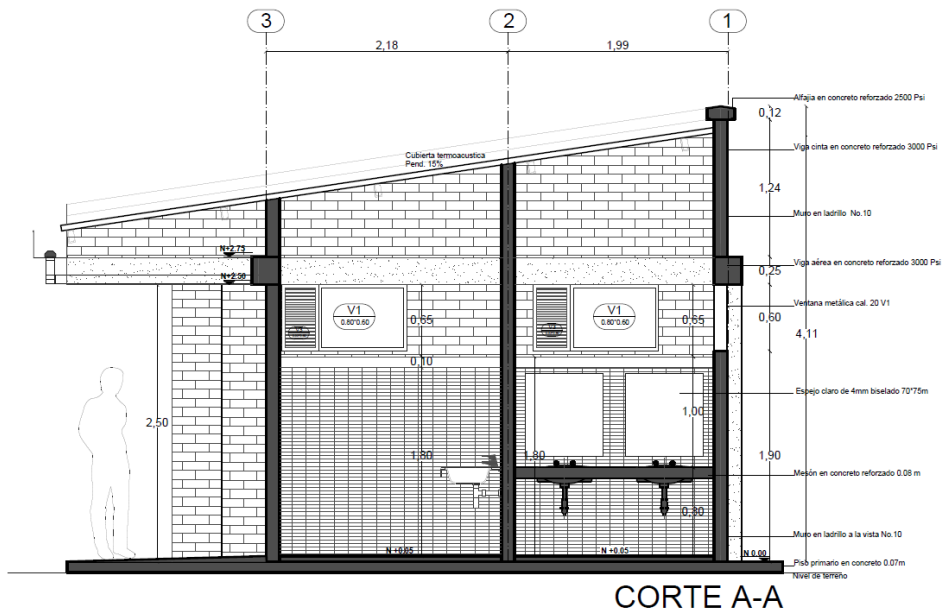 3
2
1
2,18
1,99
Alfajia en concreto reforzado 2500 Psi
0,12
Viga cinta en concreto reforzado 3000 Psi
Cubierta termoacustica
Pend. 15%
1,24
Muro en ladrillo No.10
N+2.75
Viga aérea en concreto reforzado 3000 Psi
0,25
N+2.50
Ventana metálica cal. 20 V1
V1
0.80*0.60
V1
0.80*0.60
0,65
0,65
0,60
4,11
0,10
Espejo claro de 4mm biselado 70*75m
1,00
2,50
1,80
1,80
1,90
Mesón en concreto reforzado 0.08 m
0,80
Muro en ladrillo a la vista No.10
N +0.05
N +0.05
N 0.00
Piso primario en concreto 0.07m
Nivel de terreno
CORTE A-A